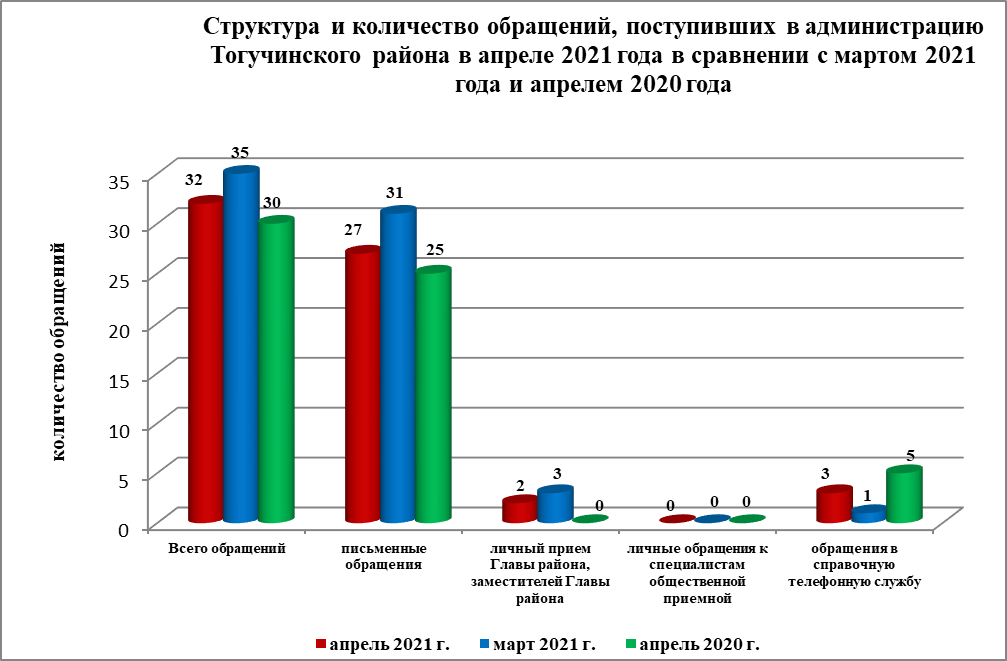 Структура и количество обращений, поступивших в администрацию
Тогучинского района в апреле 2021 года в сравнении с мартом 2021
года и апрелем 2020 года
количество обращений
35
30
25
20
15
10
5
0
32
35
30
27
31
25
2
3
0
0
0
0
3
1
5
Всего обращений
письменные
обращения
личный прием
Главы района,
заместителей Главы
района
личные обращения к
специалистам
общественной
приемной
обращения в
справочную
телефонную службу
апрель 2021 г.
март 2021 г.
апрель 2020 г.